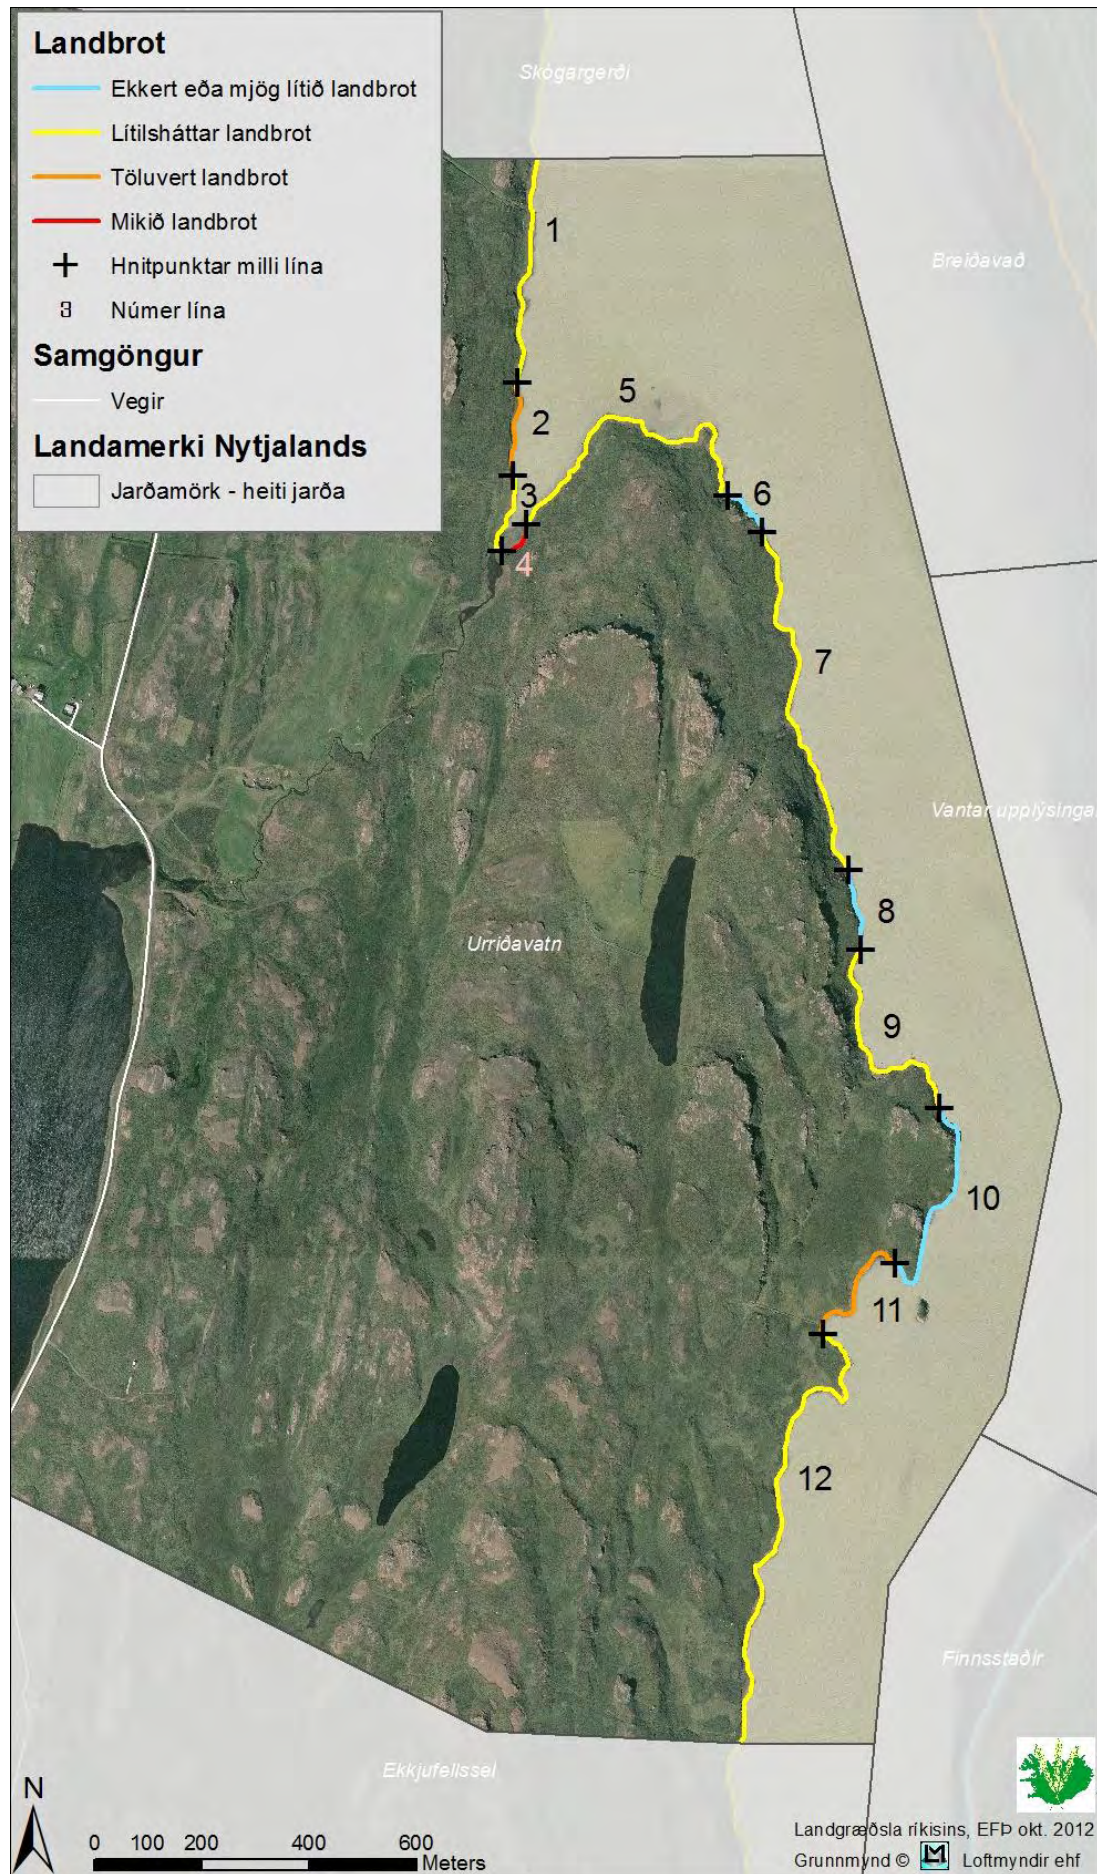 Landbrot
Ekkert eða mjög lítið landbrot
Lítilsháttar landbrot
Töluvert landbrot
Mikið landbrot
Hnitpunktar milli lína
3 Númer lína
Samgöngur
Vegir
Landamerki Nytjalands
Jarðamörk - heiti jarða
Skógargerði
1
Breiðavað
2
5
3
6
4
7
Vantar upplýsingar
8
Urriðavatn
9
10
11
12
Finnsstaðir
Ekkjufellssel
N
0 100 200 400 600
Meters
Landgræðsla ríkisins, EFÞ okt. 2012
Grunnmynd © Loftmyndir ehf